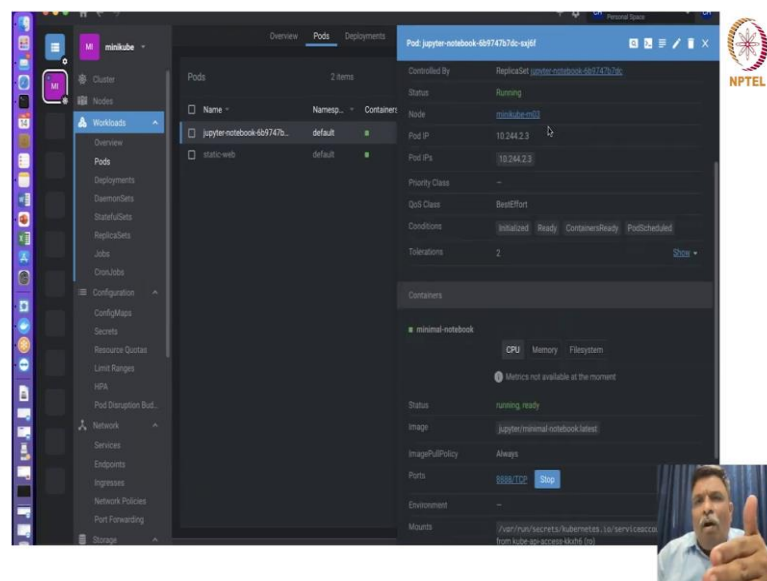 Personal Space
CH
MI
minikube
Overview Pods Deployments
Pod: jupyter-notebook-6b9747b7dc-sxj6f
NPTEL
MI
Cluster
Nodes
Workloads
Overview
Pods
Deployments
DaemonSets
StatefulSets
ReplicaSets
Jobs
CronJobs
Configuration
ConfigMaps
Secrets
Resource Quotas
Limit Ranges
HPA
Pod Disruption Bud...
Network
Services
Endpoints
Ingresses
Network Policies
Port Forwarding
Storage
Pods 2 items
Name Namesp... Containers
jupyter-notebook-6b9747b... default
static-web default
Controlled By ReplicaSet jupyter-notebook-6b9747b7dc
Status Running
Node minikube-m03
Pod IP 10.244.2.3
Pod IPs 10.244.2.3
Priority Class –
QoS Class BestEffort
Conditions Initialized Ready ContainersReady PodScheduled
Tolerations 2 Show
Containers
minimal-notebook
CPU Memory Filesystem
Metrics not available at the moment
Status running, ready
Image jupyter/minimal-notebook:latest
ImagePullPolicy Always
Ports 8888/TCP Stop
Environment –
Mounts /var/run/secrets/kubernetes.io/serviceacco
from kube-api-access-kkxh6 (ro)